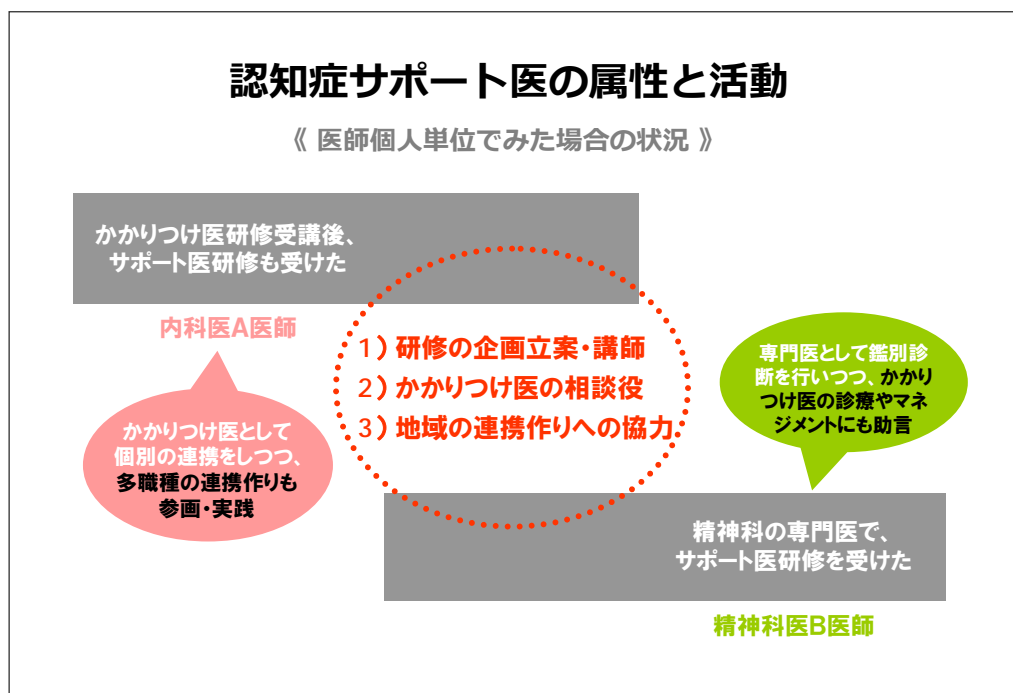 認知症サポート医の属性と活動
《 医師個人単位でみた場合の状況 》
かかりつけ医研修受講後、
サポート医研修も受けた
内科医A医師
1）研修の企画立案・講師
2）かかりつけ医の相談役
3）地域の連携作りへの協力
専門医として鑑別診
断を行いつつ、かかり
つけ医の診療やマネ
ジメントにも助言
かかりつけ医として
個別の連携をしつつ、
多職種の連携作りも
参画・実践
精神科の専門医で、
サポート医研修を受けた
精神科医B医師